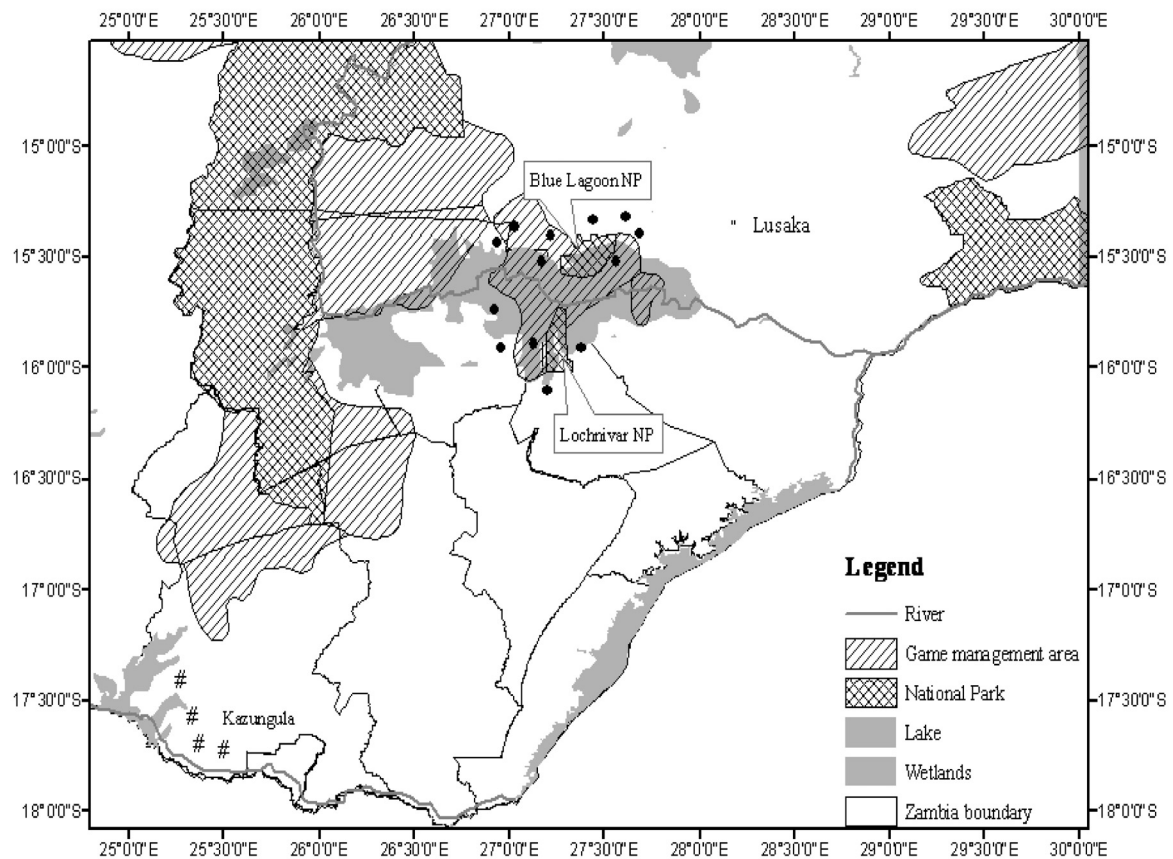 25°0'0"E 25°30'0"E 26°0'0"E 26°30'0"E 27°0'0"E 27°30'0"E 28°0'0"E 28°30'0"E 29°0'0"E 29°30'0"E 30°0'0"E
15°0'0"S 15°0'0"S
Blue Lagoon NP
" Lusaka
15°30'0"S 15°30'0"S
16°0'0"S 16°0'0"S
Lochnivar NP
16°30'0"S 16°30'0"S
Legend
17°0'0"S 17°0'0"S
River
Game management area
National Park
17°30'0"S 17°30'0"S
#
# Kazungula
# #
Lake
Wetlands
18°0'0"S Zambia boundary 18°0'0"S
25°0'0"E 25°30'0"E 26°0'0"E 26°30'0"E 27°0'0"E 27°30'0"E 28°0'0"E 28°30'0"E 29°0'0"E 29°30'0"E 30°0'0"E